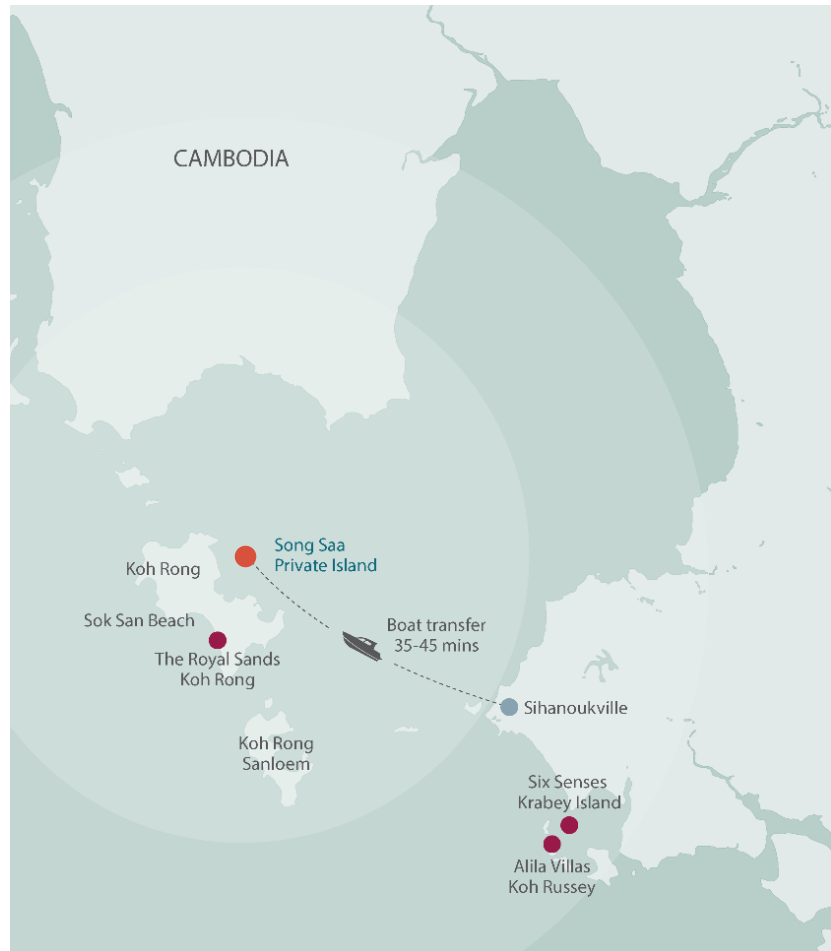 CAMBODIA
Song Saa
Private Island
Koh Rong
Sok San Beach
Boat transfer
35-45 mins
The Royal Sands
Koh Rong
Sihanoukville
Koh Rong
Sanloem
Six Senses
Krabey Island
Alila Villas
Koh Russey